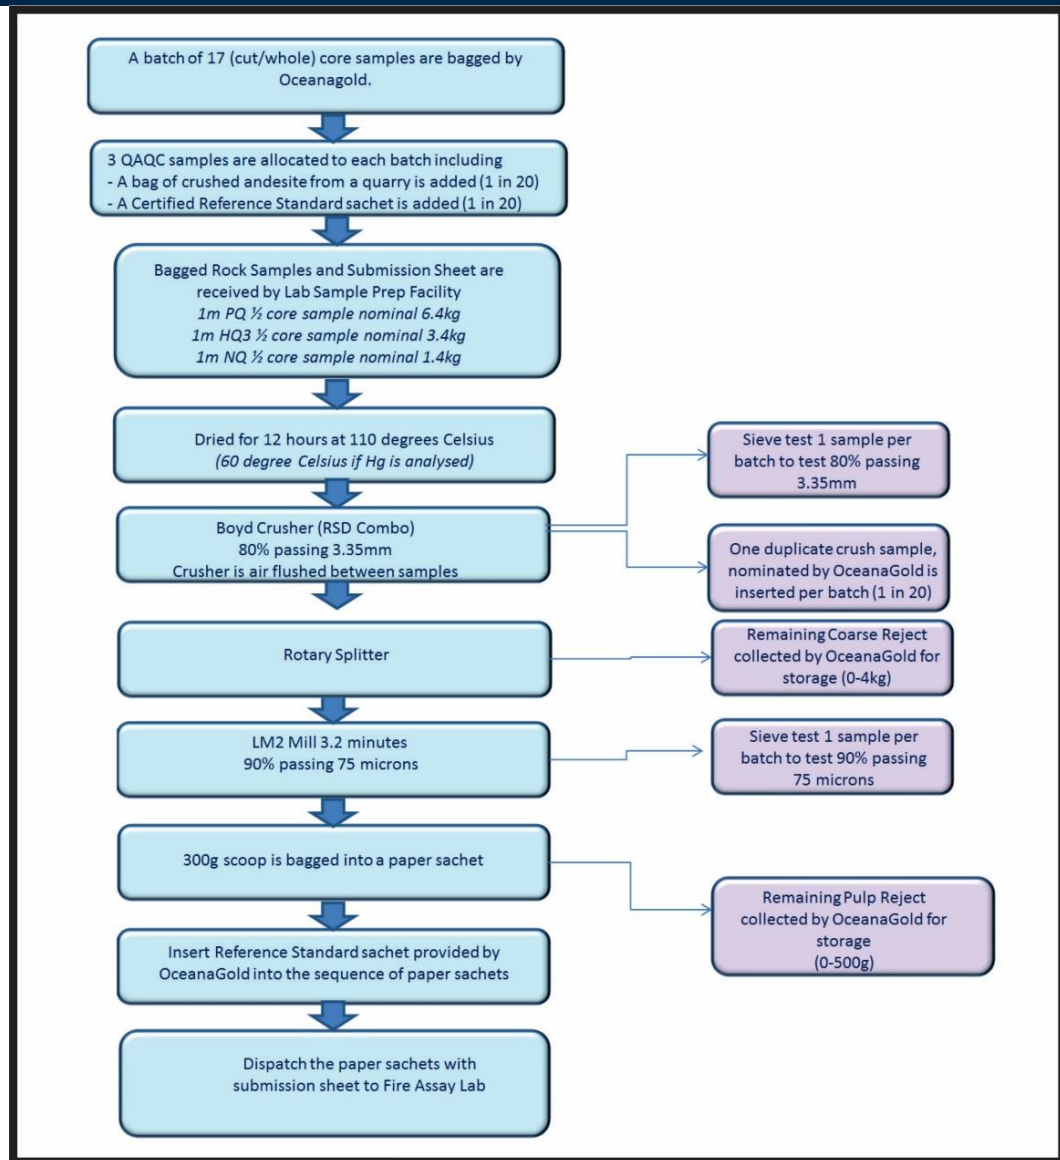 A batch of 17 (cut/whole) core samples are bagged by
Oceanagold.
3 QAQC samples are allocated to each batch including
- A bag of crushed andesite from a quarry is added (1 in 20)
- A Certified Reference Standard sachet is added (1 in 20)
Bagged Rock Samples and Submission Sheet are
received by Lab Sample Prep Facility
1m PQ ½ core sample nominal 6.4kg
1m HQ3 ½ core sample nominal 3.4kg
1m NQ ½ core sample nominal 1.4kg
Dried for 12 hours at 110 degrees Celsius
(60 degree Celsius if Hg is analysed)
Sieve test 1 sample per
batch to test 80% passing
3.35mm
Boyd Crusher (RSD Combo)
80% passing 3.35mm
Crusher is air flushed between samples
One duplicate crush sample,
nominated by OceanaGold is
inserted per batch (1 in 20)
Rotary Splitter
Remaining Coarse Reject
collected by OceanaGold for
storage (0-4kg)
LM2 Mill 3.2 minutes
90% passing 75 microns
Sieve test 1 sample per
batch to test 90% passing
75 microns
300g scoop is bagged into a paper sachet
Remaining Pulp Reject
collected by OceanaGold for
storage
(0-500g)
Insert Reference Standard sachet provided by
OceanaGold into the sequence of paper sachets
Dispatch the paper sachets with
submission sheet to Fire Assay Lab